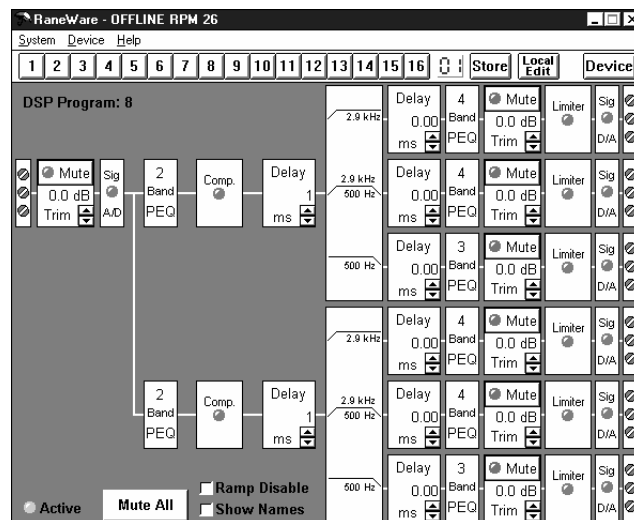 RaneWare - OFFLINE RPM 26
System Device Help
1 2 3 4 5 6 7 8 9 10 11 12 13 14 15 16 01 Store Local Edit Device
DSP Program: 8
2.9 kHz Delay 0.00 ms 4 Band PEQ Mute 0.0 dB Trim Limiter Sig D/A
Mute 0.0 dB Trim Sig A/D 2 Band PEQ Comp. Delay 1 ms 2.9 kHz 500 Hz Delay 0.00 ms 4 Band PEQ Mute 0.0 dB Trim Limiter Sig D/A
500 Hz Delay 0.00 ms 3 Band PEQ Mute 0.0 dB Trim Limiter Sig D/A
2.9 kHz Delay 0.00 ms 4 Band PEQ Mute 0.0 dB Trim Limiter Sig D/A
2 Band PEQ Comp. Delay 1 ms 2.9 kHz 500 Hz Delay 0.00 ms 4 Band PEQ Mute 0.0 dB Trim Limiter Sig D/A
500 Hz Delay 0.00 ms 3 Band PEQ Mute 0.0 dB Trim Limiter Sig D/A
Active Mute All Ramp Disable
Show Names